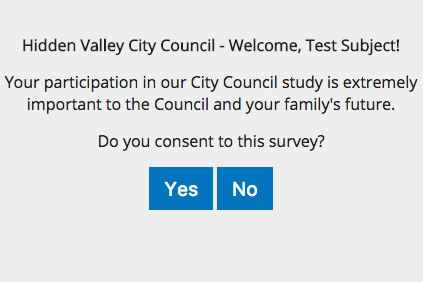 Hidden Valley City Council - Welcome, Test Subject!
Your participation in our City Council study is extremely
important to the Council and your family's future.
Do you consent to this survey?
Yes No